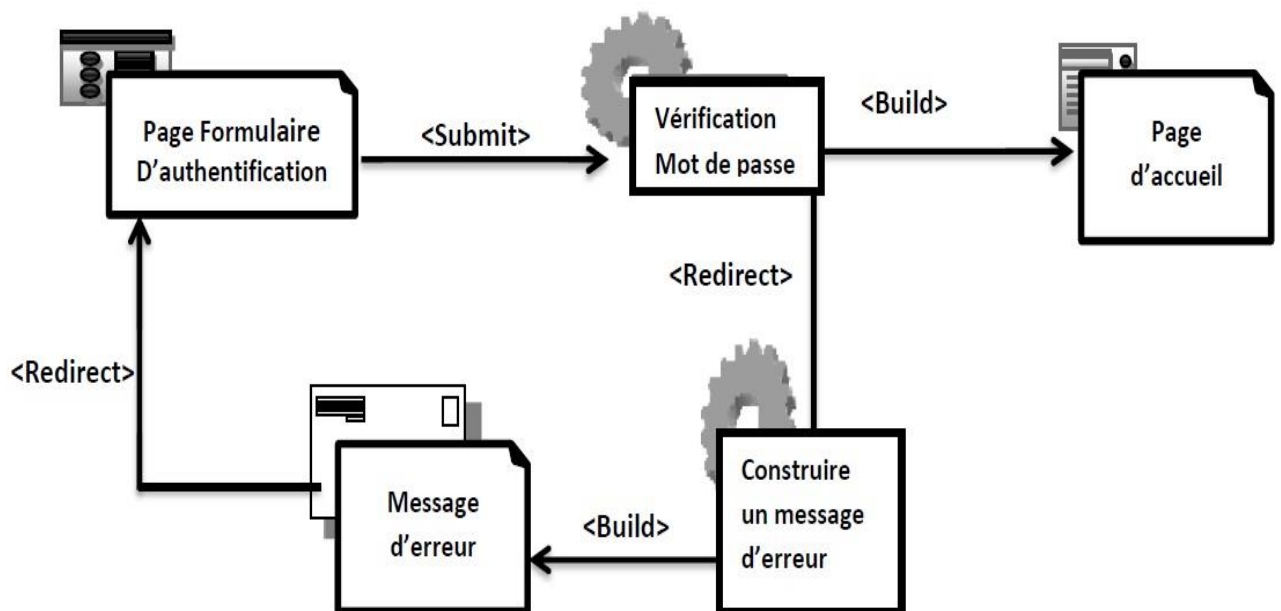 Page Formulaire
D'authentification
<Submit>
Vérification
Mot de passe
<Build>
Page
d'accueil
<Redirect>
<Redirect>
Message
d'erreur
<Build>
Construire
un message
d'erreur